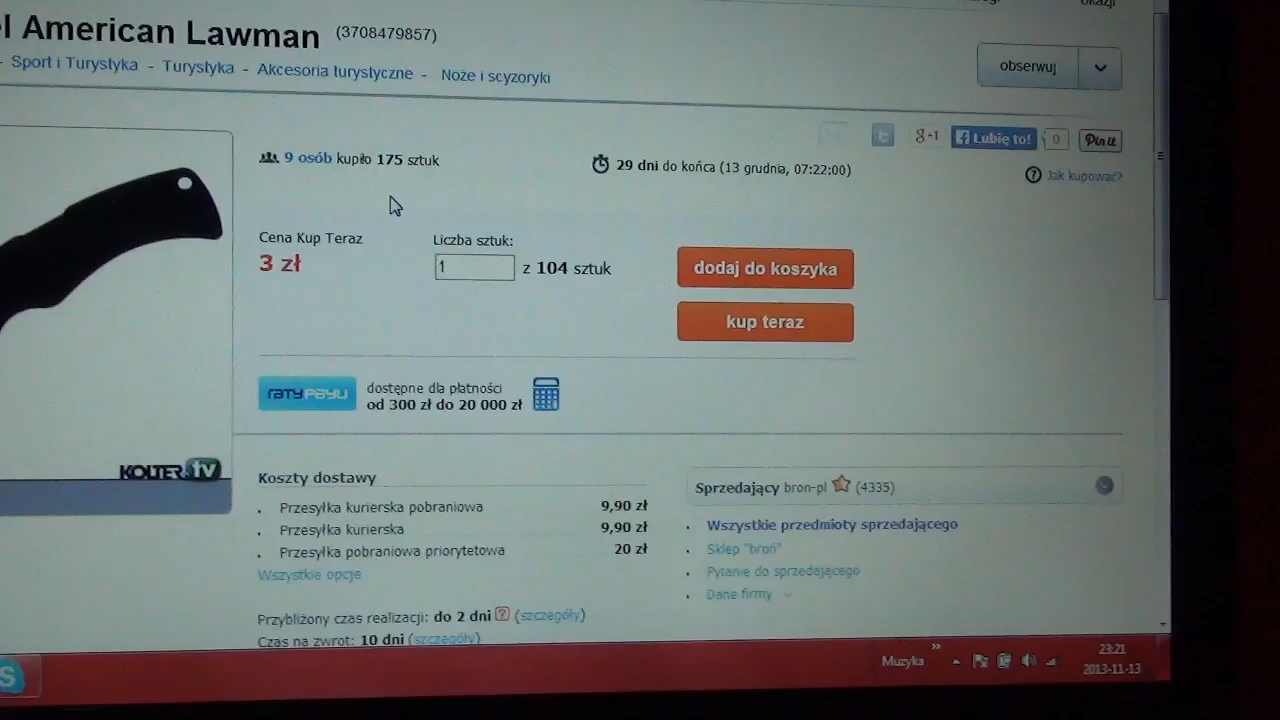 l American Lawman (3708479857)
- Sport i Turystyka - Turystyka - Akcesoria turystyczne - Noże i scyzoryki
okazji
obserwuj
g+1 Lubię to! 0 Pin it
9 osób kupiło 175 sztuk
29 dni do końca (13 grudnia, 07:22:00)
? Jak kupować?
Cena Kup Teraz
3 zł
Liczba sztuk:
1 z 104 sztuk
dodaj do koszyka
kup teraz
raty PayU
dostępne dla płatności
od 300 zł do 20 000 zł
KOLTER.tv
Koszty dostawy
Przesyłka kurierska pobraniowa 9,90 zł
Przesyłka kurierska 9,90 zł
Przesyłka pobraniowa priorytetowa 20 zł
Wszystkie opcje
Przybliżony czas realizacji: do 2 dni ? (szczegóły)
Czas na zwrot: 10 dni (szczegóły)
Sprzedający bron-pl (4335)
Wszystkie przedmioty sprzedającego
Sklep "broń"
Pytanie do sprzedającego
Dane firmy
S
Muzyka »
23:21
2013-11-13